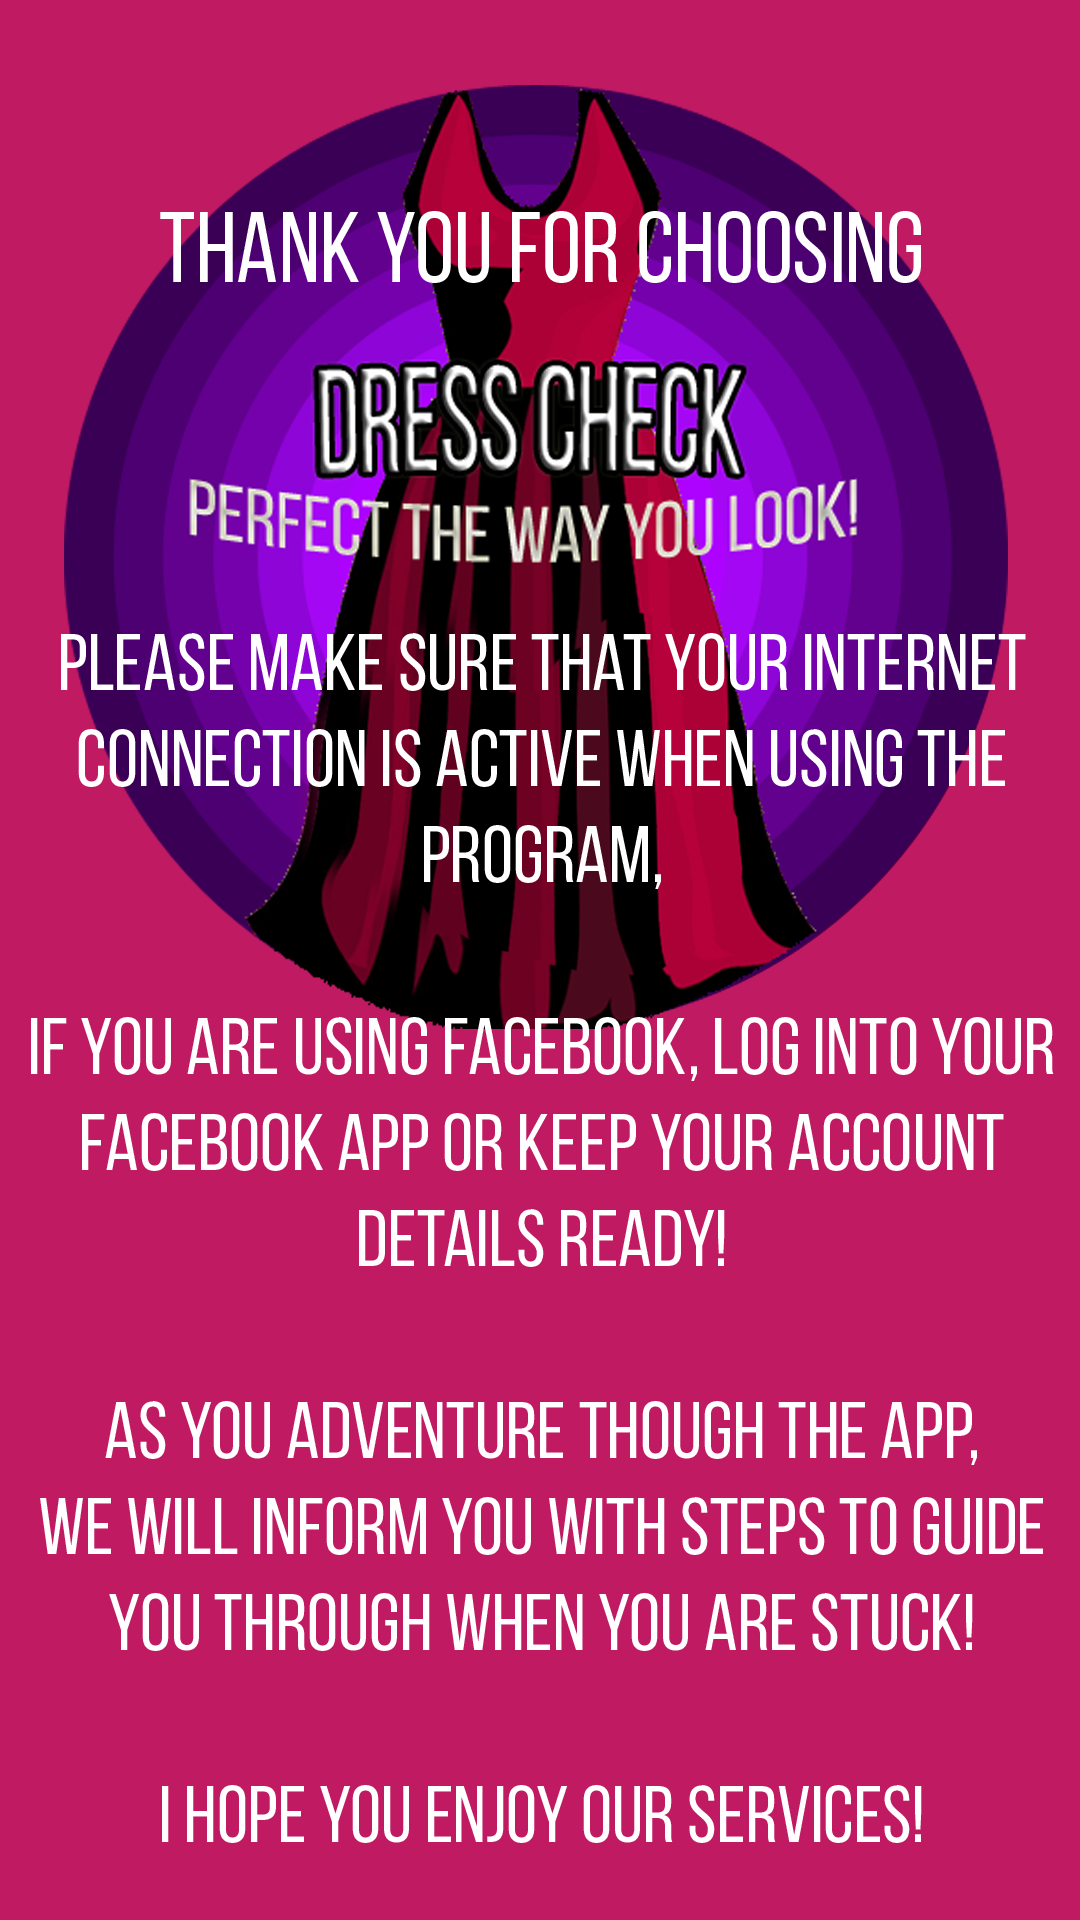 THANK YOU FOR CHOOSING
DRESS CHECK
PERFECT THE WAY YOU LOOK!
PLEASE MAKE SURE THAT YOUR INTERNET
CONNECTION IS ACTIVE WHEN USING THE
PROGRAM,
IF YOU ARE USING FACEBOOK, LOG INTO YOUR
FACEBOOK APP OR KEEP YOUR ACCOUNT
DETAILS READY!
AS YOU ADVENTURE THOUGH THE APP,
WE WILL INFORM YOU WITH STEPS TO GUIDE
YOU THROUGH WHEN YOU ARE STUCK!
I HOPE YOU ENJOY OUR SERVICES!